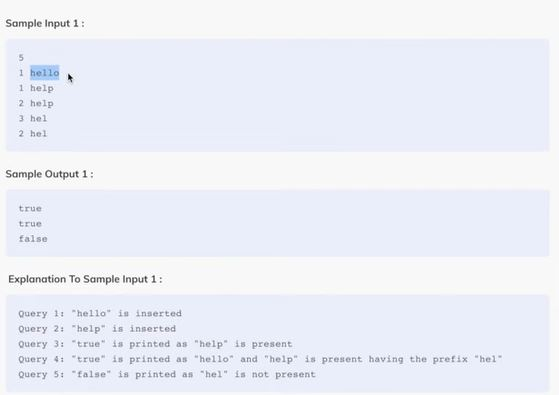 Sample Input 1 :
5
1 hello
1 help
2 help
3 hel
2 hel
Sample Output 1 :
true
true
false
Explanation To Sample Input 1 :
Query 1: "hello" is inserted
Query 2: "help" is inserted
Query 3: "true" is printed as "help" is present
Query 4: "true" is printed as "hello" and "help" is present having the prefix "hel"
Query 5: "false" is printed as "hel" is not present